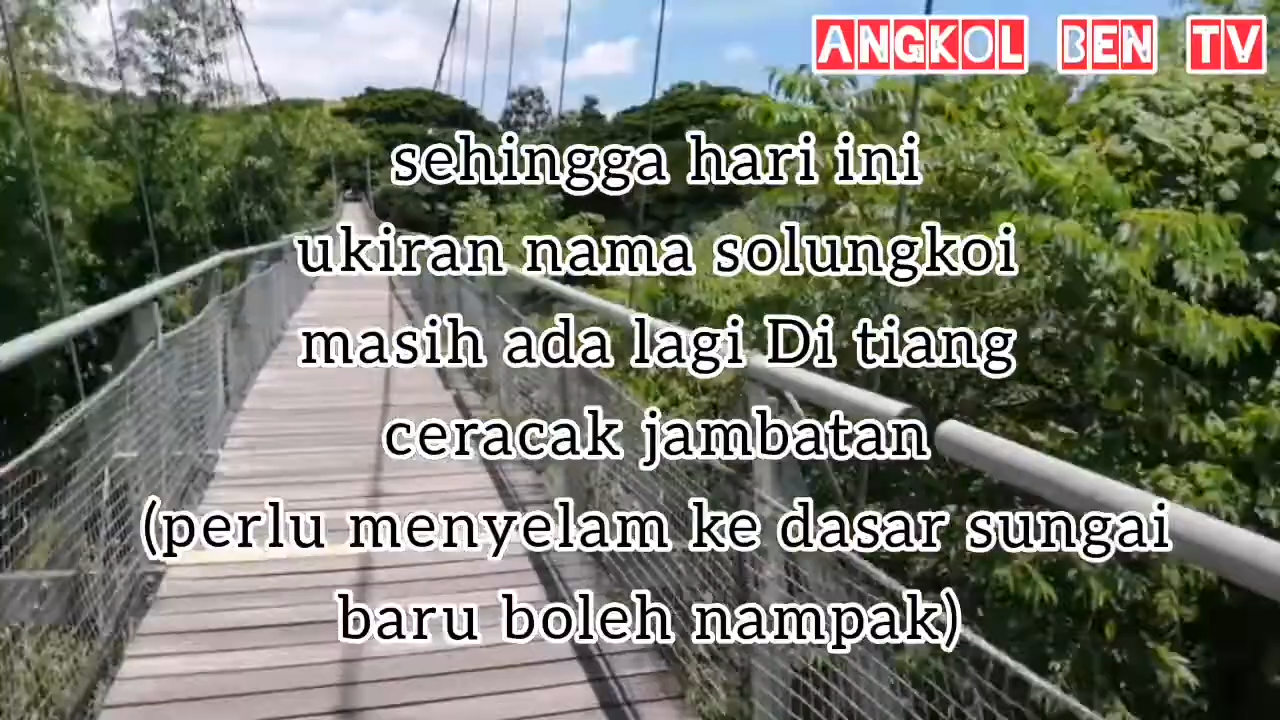 ANGKOL BEN TV
sehingga hari ini
ukiran nama solungkoi
masih ada lagi Di tiang
ceracak jambatan
(perlu menyelam ke dasar sungai
baru boleh nampak)